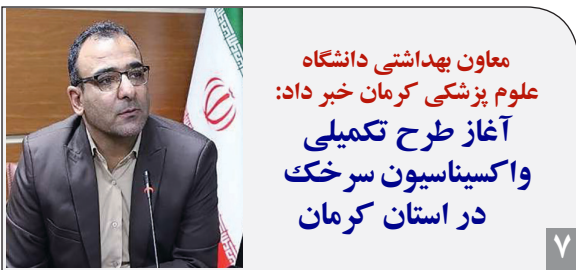 معاون بهداشتی دانشگاه
علوم پزشکی کرمان خبر داد:
آغاز طرح تکمیلی
واکسیناسیون سرخک
در استان کرمان
۷